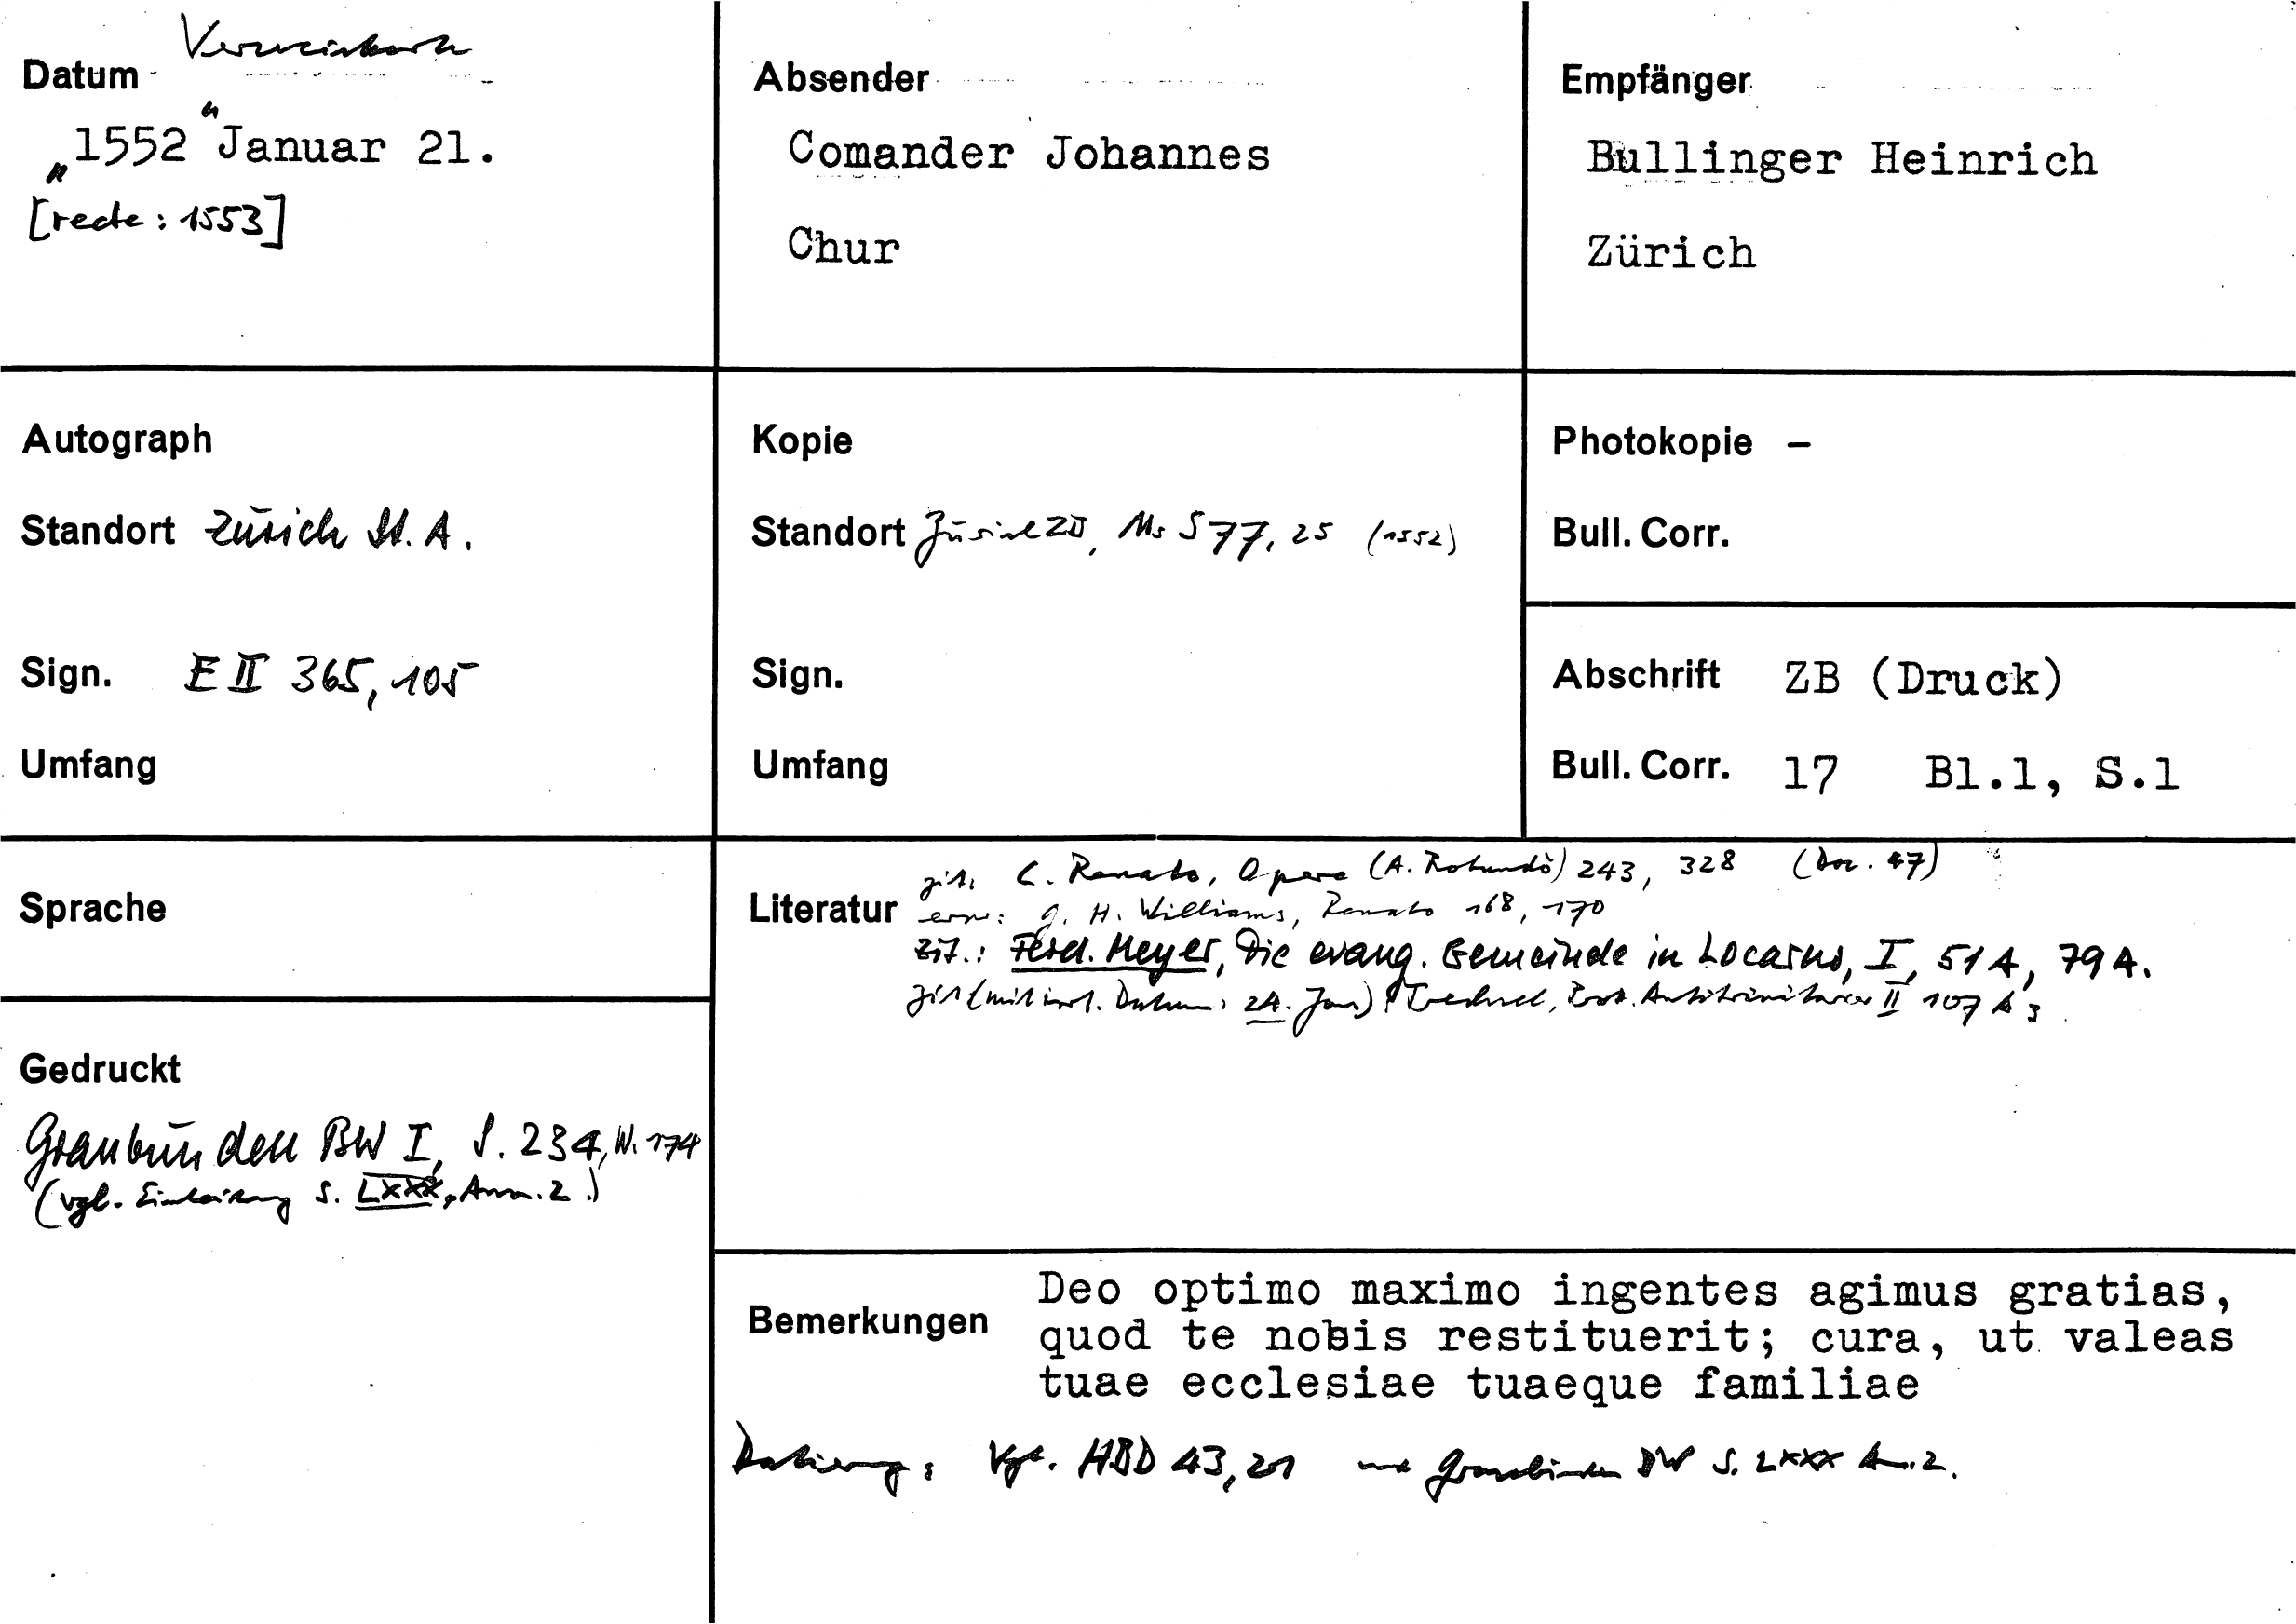 Verweiskarte
Datum
"1552" Januar 21.
[recte: 1553]
Absender
Comander Johannes
Chur
Empfänger
Bullinger Heinrich
Zürich
Autograph
Standort Zürich St. A.
Sign. E II 365, 105
Umfang
Kopie
Standort Zürich ZB, Ms S 77, 25 (1552)
Sign.
Umfang
Photokopie –
Bull. Corr.
Abschrift ZB (Druck)
Bull. Corr. 17 Bl.1, S.1
Sprache
Gedruckt
Graubünden BW I, S. 234, N. 174
(vgl. Einleitung S. LXXX, Anm. 2.)
Literatur
zit. C. Renato, Opere (A. Rotondò) 243, 328 (Doc. 47)
erw: G. H. Williams, Renato 168, 170
zit.: Ferd. Meyer, Die evang. Gemeinde in Locarno, I, 51 A, 79 A.
zit (mit irrt. Datum: 24. Jan.) Trechsel, Prot. Antitrinitarier II 107 A 3
Bemerkungen
Deo optimo maximo ingentes agimus gratias,
quod te nobis restituerit; cura, ut valeas
tuae ecclesiae tuaeque familiae
Datierung: Vgl. HBD 43, 21 und Graubünden BW S. LXXX Anm. 2.